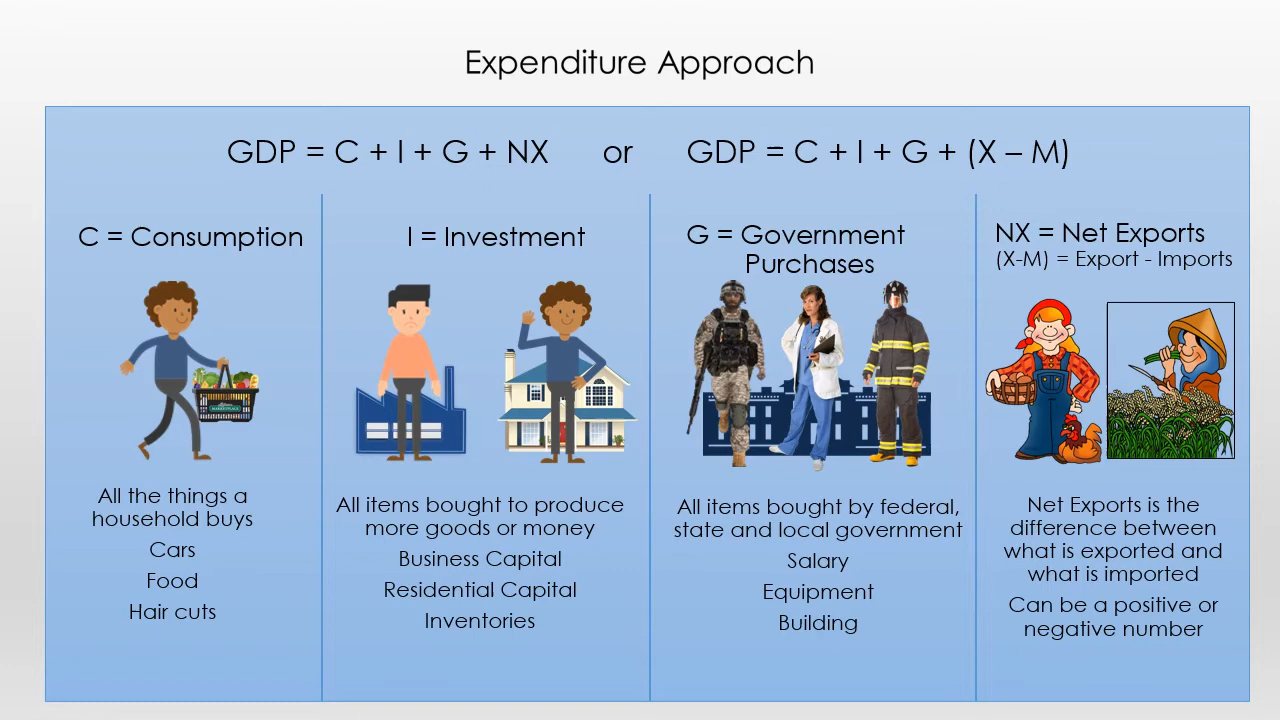 Expenditure Approach
GDP = C + I + G + NX or GDP = C + I + G + (X – M)
C = Consumption
MARKETPLACE
All the things a
household buys
Cars
Food
Hair cuts
I = Investment
All items bought to produce
more goods or money
Business Capital
Residential Capital
Inventories
G = Government
Purchases
All items bought by federal,
state and local government
Salary
Equipment
Building
NX = Net Exports
(X-M) = Export - Imports
Net Exports is the
difference between
what is exported and
what is imported
Can be a positive or
negative number